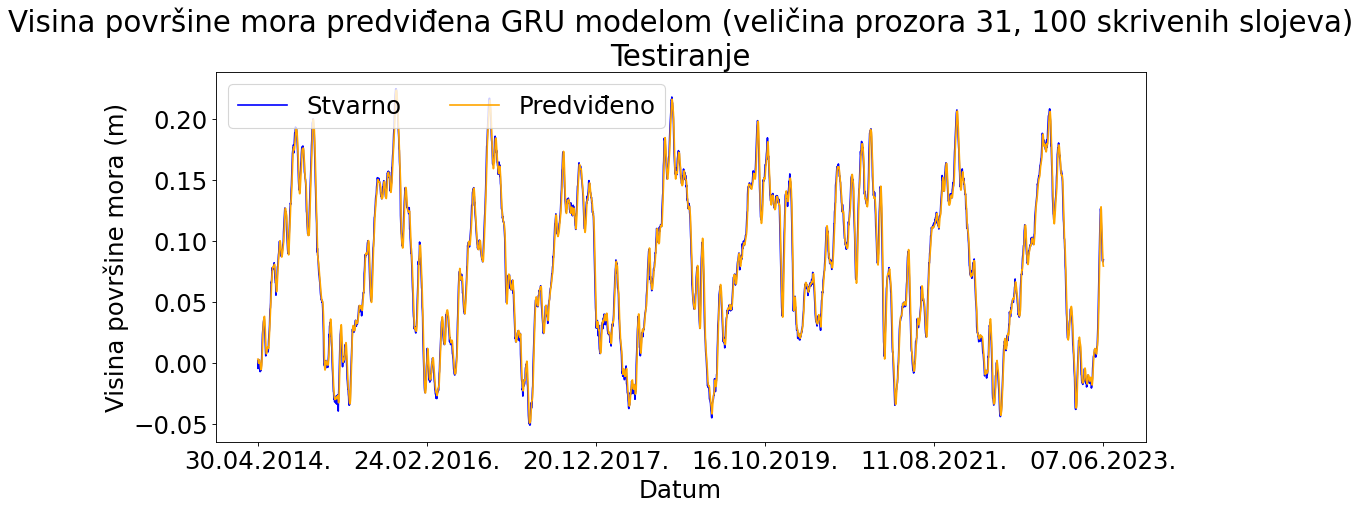 Visina površine mora predviđena GRU modelom (veličina prozora 31, 100 skrivenih slojeva)
Testiranje
Stvarno Predviđeno
Visina površine mora (m)
0.20
0.15
0.10
0.05
0.00
−0.05
30.04.2014. 24.02.2016. 20.12.2017. 16.10.2019. 11.08.2021. 07.06.2023.
Datum